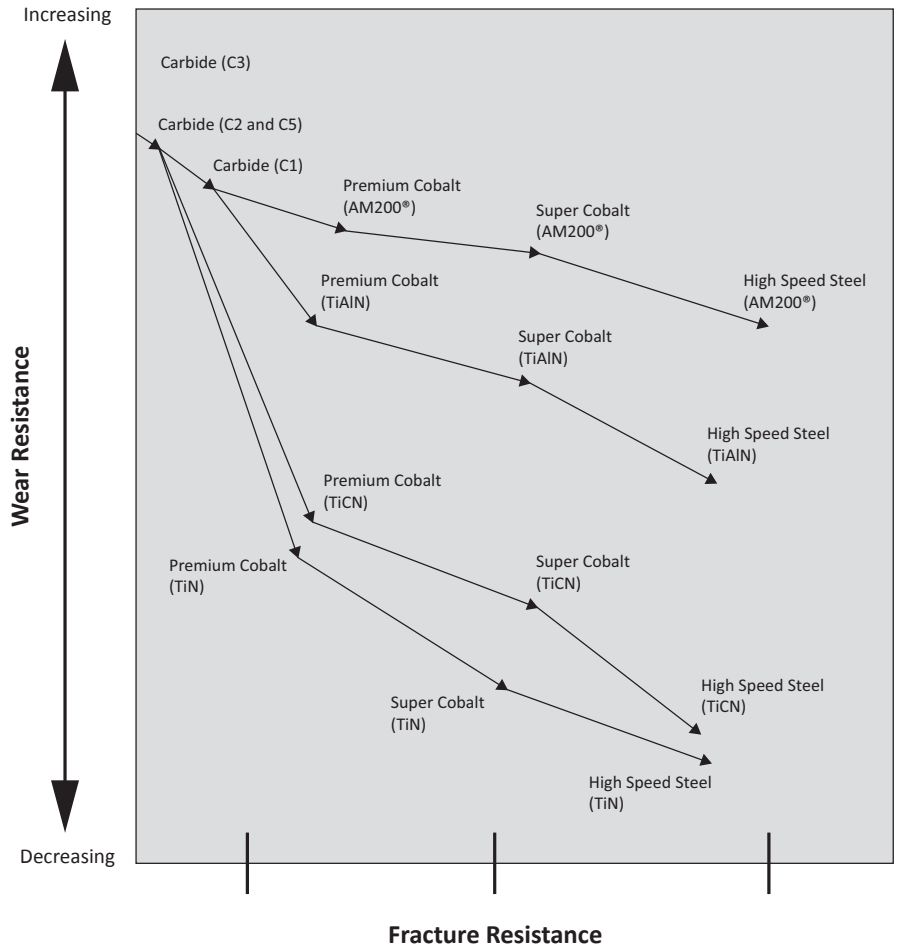 Increasing
Carbide (C3)
Carbide (C2 and C5)
Carbide (C1)
Premium Cobalt
(AM200®)
Super Cobalt
(AM200®)
High Speed Steel
(AM200®)
Premium Cobalt
(TiAlN)
Super Cobalt
(TiAlN)
High Speed Steel
(TiAlN)
Wear Resistance
Premium Cobalt
(TiCN)
Premium Cobalt
(TiN)
Super Cobalt
(TiCN)
Super Cobalt
(TiN)
High Speed Steel
(TiCN)
High Speed Steel
(TiN)
Decreasing
Fracture Resistance